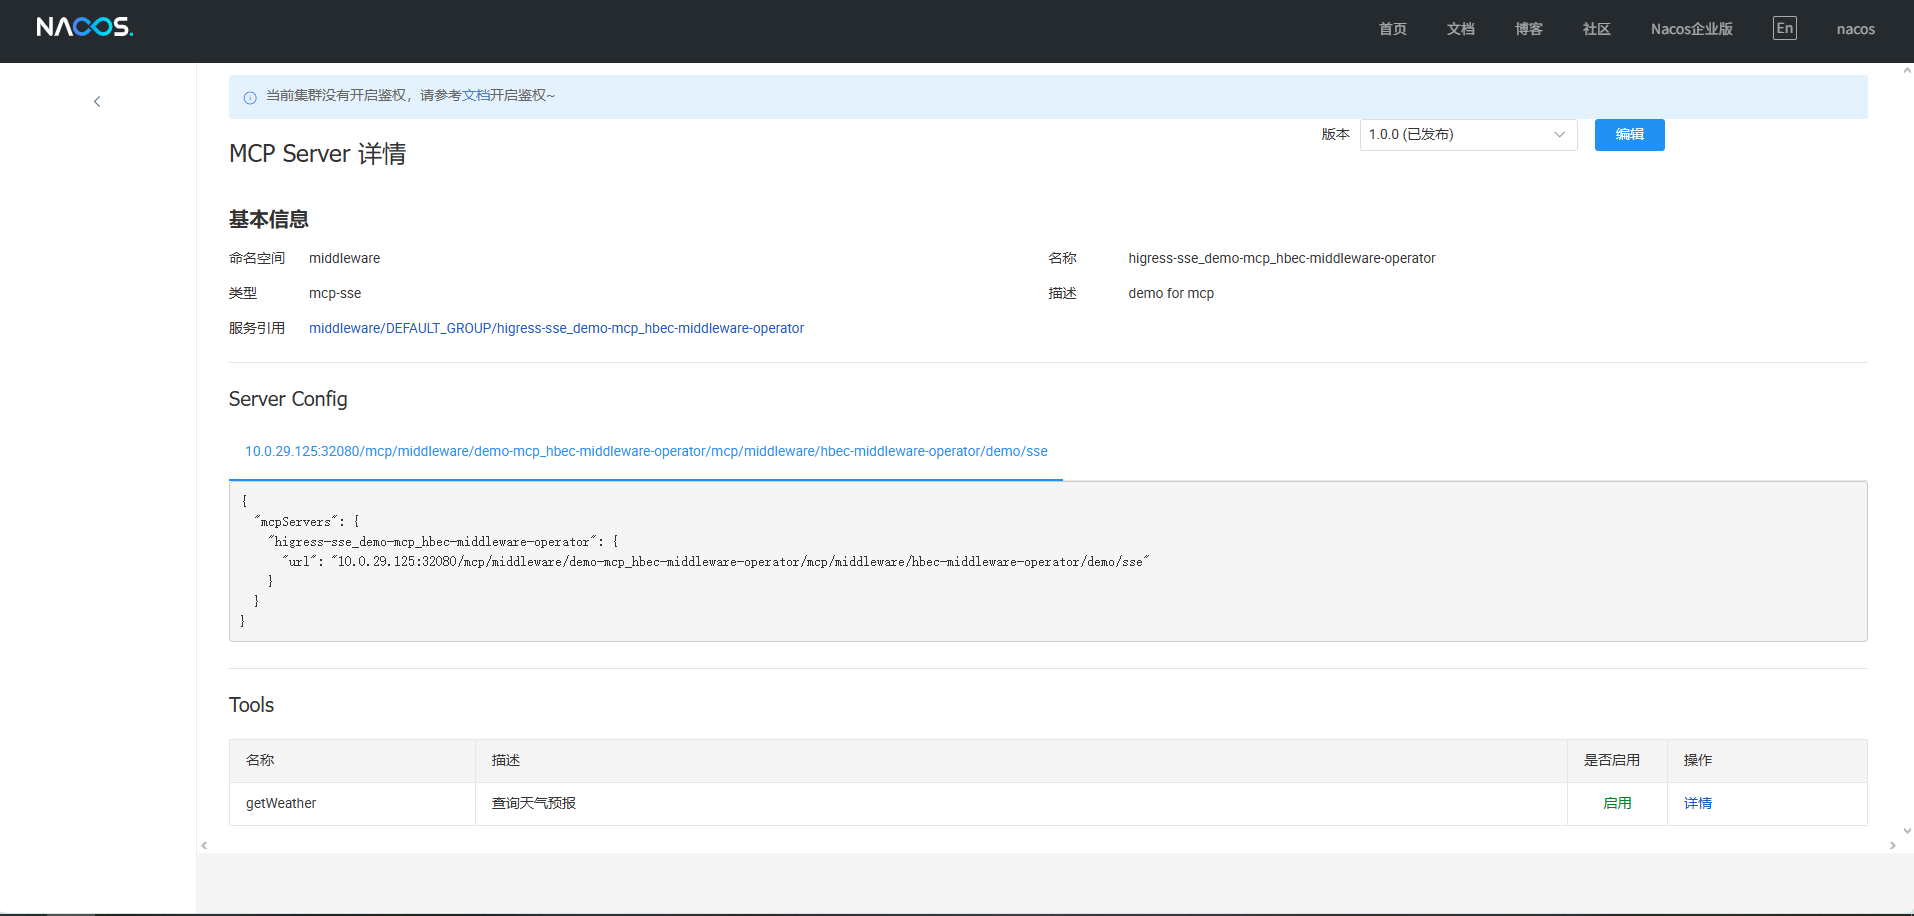 NACOS.
首页 文档 博客 社区 Nacos企业版 En nacos
当前集群没有开启鉴权，请参考文档开启鉴权~
MCP Server 详情
版本 1.0.0 (已发布) 编辑
基本信息
命名空间 middleware 名称 higress-sse_demo-mcp_hbec-middleware-operator
类型 mcp-sse 描述 demo for mcp
服务引用 middleware/DEFAULT_GROUP/higress-sse_demo-mcp_hbec-middleware-operator
Server Config
10.0.29.125:32080/mcp/middleware/demo-mcp_hbec-middleware-operator/mcp/middleware/hbec-middleware-operator/demo/sse
{
"mcpServers": {
"higress-sse_demo-mcp_hbec-middleware-operator": {
"url": "10.0.29.125:32080/mcp/middleware/demo-mcp_hbec-middleware-operator/mcp/middleware/hbec-middleware-operator/demo/sse"
}
}
}
Tools
名称 描述 是否启用 操作
getWeather 查询天气预报 启用 详情